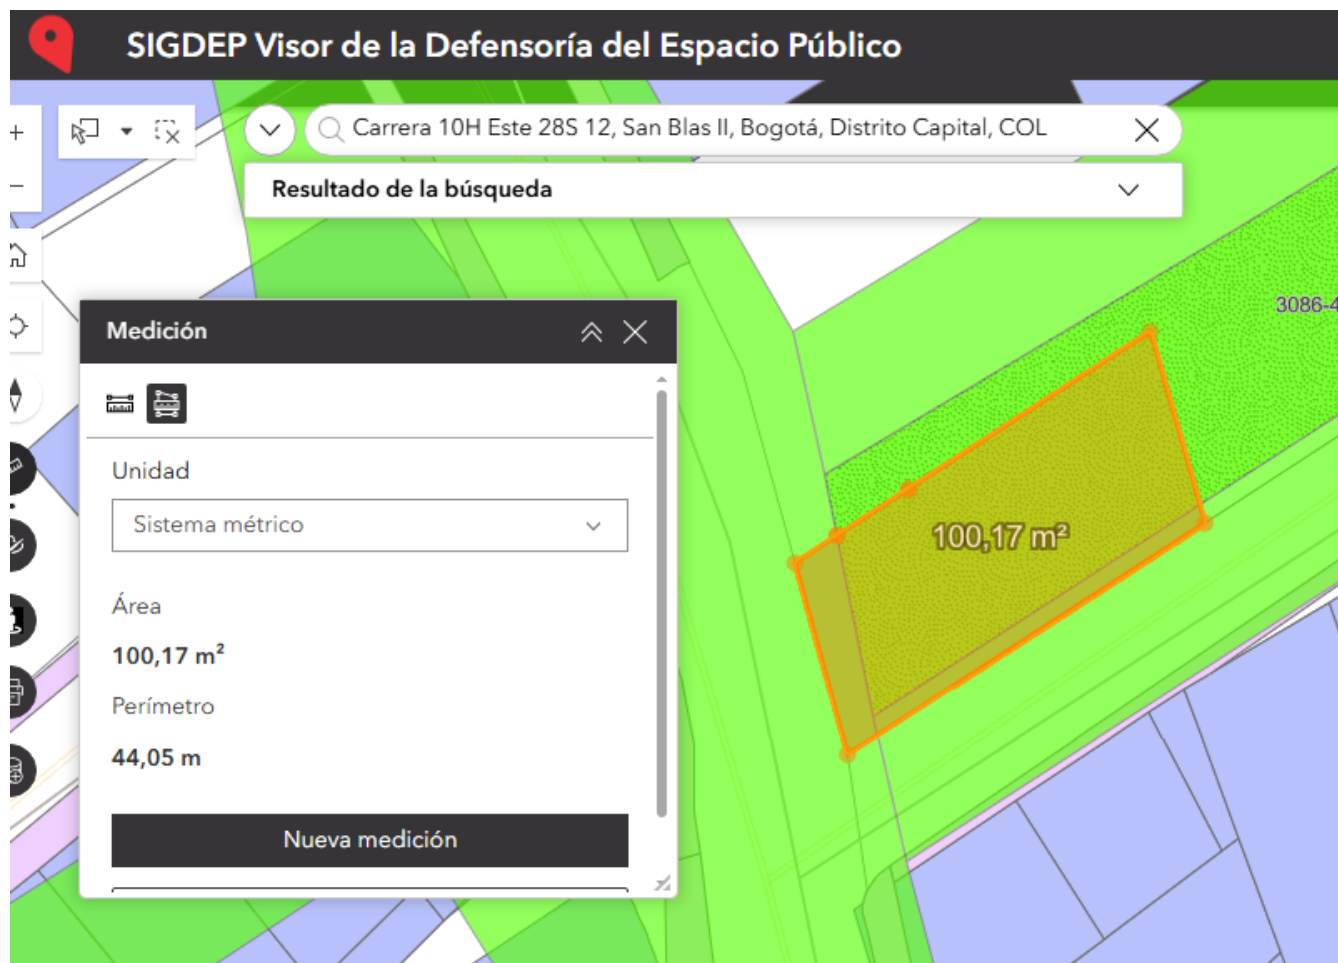 SIGDEP Visor de la Defensoría del Espacio Público
Carrera 10H Este 28S 12, San Blas II, Bogotá, Distrito Capital, COL
Resultado de la búsqueda
3086-4
Medición
Unidad
Sistema métrico
100,17 m²
Área
100,17 m²
Perímetro
44,05 m
Nueva medición